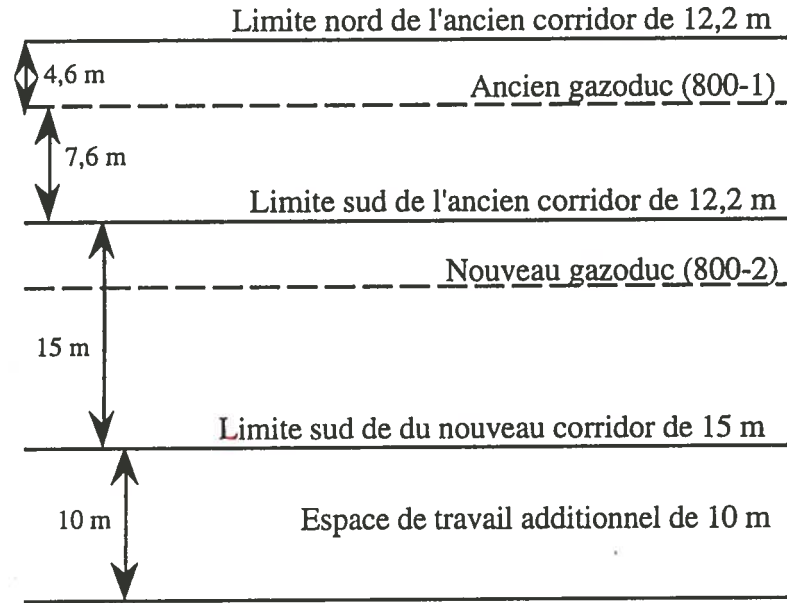 Limite nord de l'ancien corridor de 12,2 m
4,6 m
Ancien gazoduc (800-1)
7,6 m
Limite sud de l'ancien corridor de 12,2 m
Nouveau gazoduc (800-2)
15 m
Limite sud de du nouveau corridor de 15 m
10 m
Espace de travail additionnel de 10 m